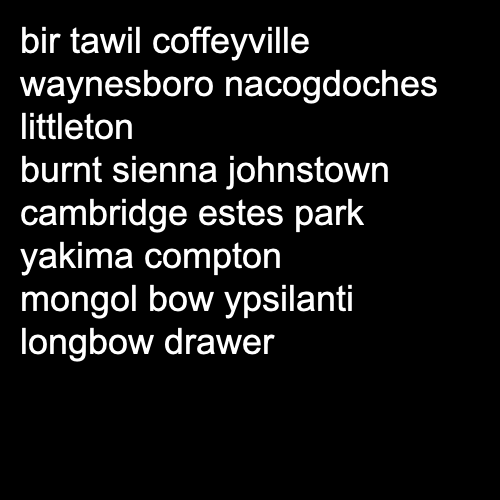 bir tawil coffeyville
waynesboro nacogdoches
littleton
burnt sienna johnstown
cambridge estes park
yakima compton
mongol bow ypsilanti
longbow drawer